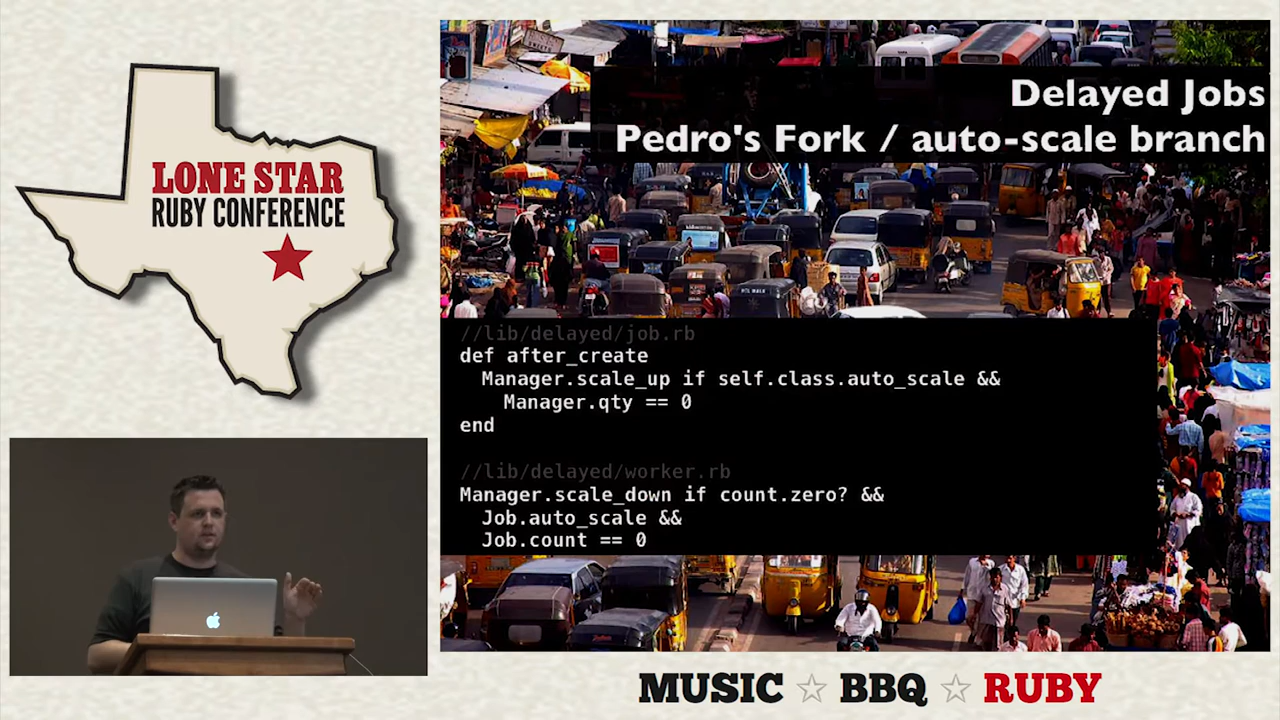 LONE STAR
RUBY CONFERENCE
Delayed Jobs
Pedro's Fork / auto-scale branch
//lib/delayed/job.rb
def after_create
Manager.scale_up if self.class.auto_scale &&
Manager.qty == 0
end
//lib/delayed/worker.rb
Manager.scale_down if count.zero? &&
Job.auto_scale &&
Job.count == 0
MUSIC ☆ BBQ ☆ RUBY